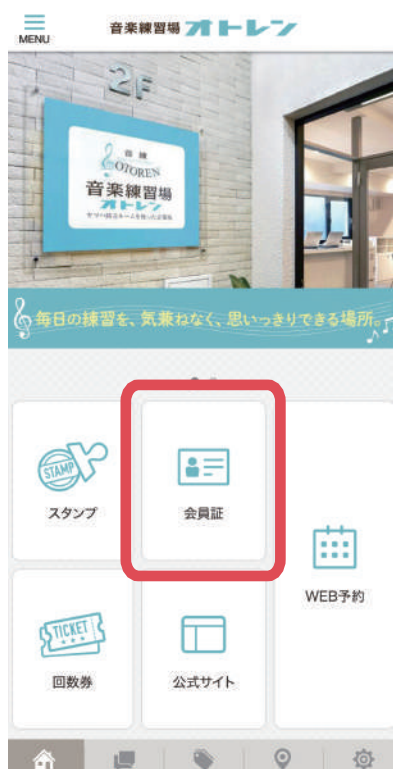 MENU
音楽練習場オトレン
2F
音練
OTOREN
音楽練習場
オトレン
毎日の練習を、気兼ねなく、思いっきりできる場所。
STAMP
スタンプ
会員証
WEB予約
TICKET
回数券
公式サイト